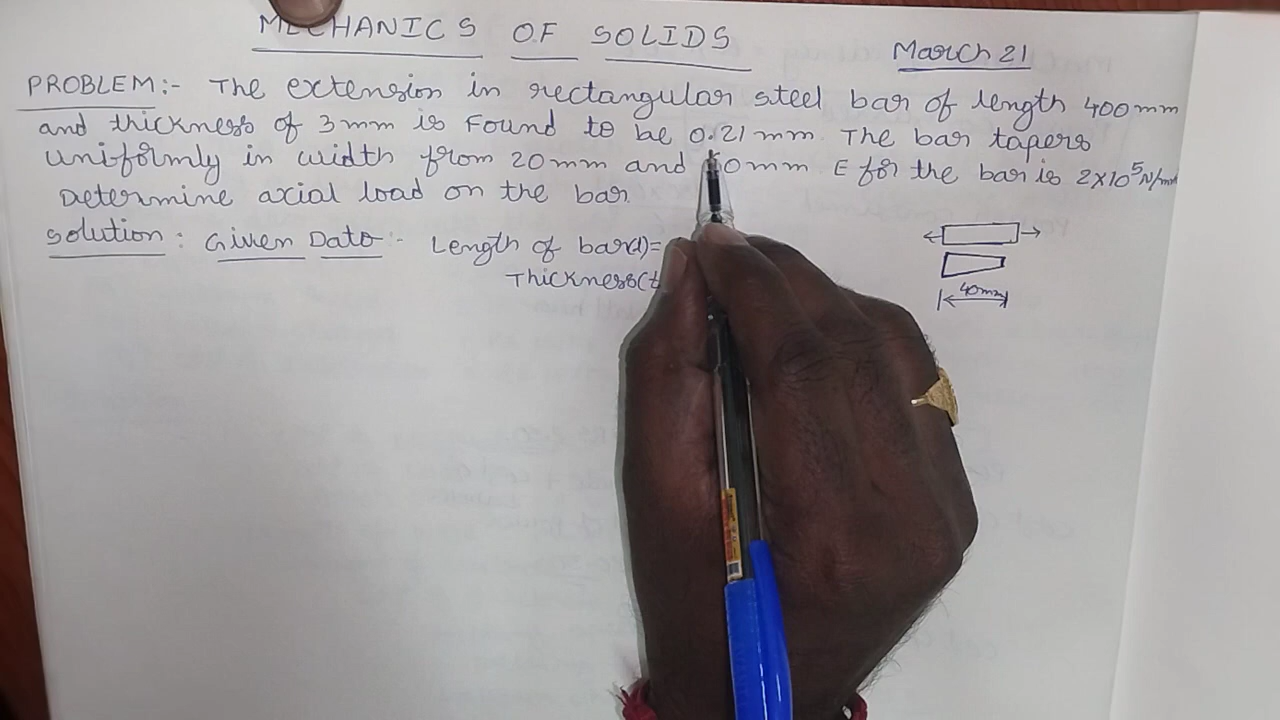 MECHANICS OF SOLIDS
March 21
PROBLEM:- The extension in rectangular steel bar of length 400mm
and thickness of 3mm is Found to be 0.21mm. The bar tapers
uniformly in width from 20mm and 0mm E for the bar is 2x10⁵N/mm
Determine axial load on the bar
Solution: Given Data:- Length of bar(l)=
Thickness(t
40mm